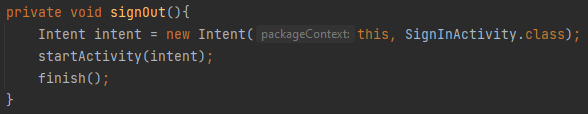 private void signOut(){
Intent intent = new Intent( packageContext: this, SignInActivity.class);
startActivity(intent);
finish();
}